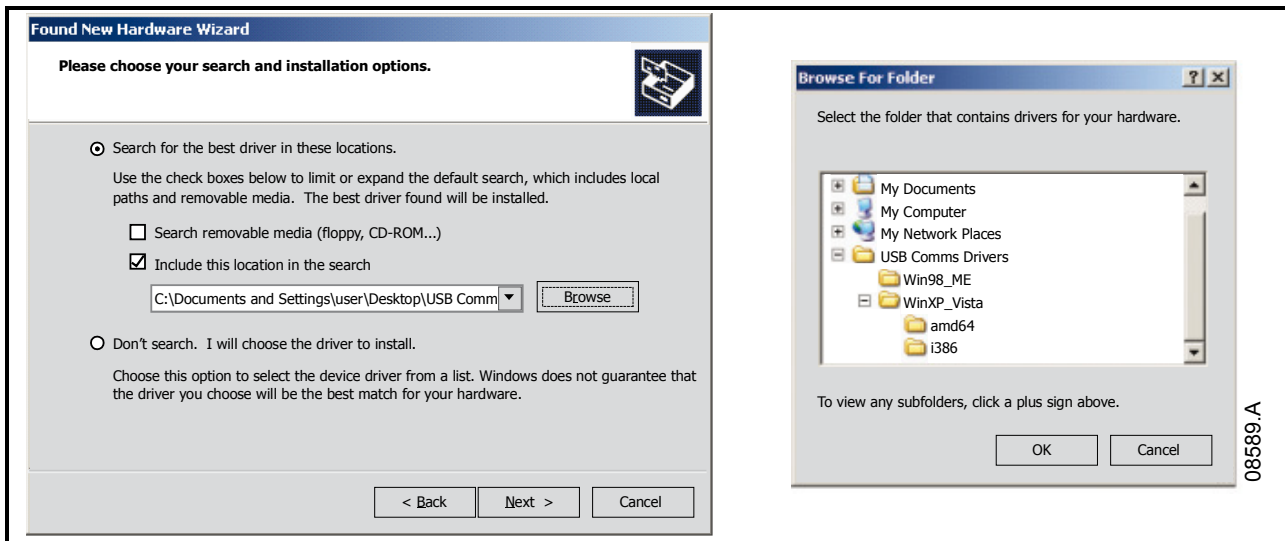 Found New Hardware Wizard
Please choose your search and installation options.
Search for the best driver in these locations.
Use the check boxes below to limit or expand the default search, which includes local
paths and removable media.  The best driver found will be installed.
Search removable media (floppy, CD-ROM...)
Include this location in the search
C:\Documents and Settings\user\Desktop\USB Comm
Browse
Don't search.  I will choose the driver to install.
Choose this option to select the device driver from a list. Windows does not guarantee that
the driver you choose will be the best match for your hardware.
< Back
Next >
Cancel
Browse For Folder
Select the folder that contains drivers for your hardware.
My Documents
My Computer
My Network Places
USB Comms Drivers
Win98_ME
WinXP_Vista
amd64
i386
To view any subfolders, click a plus sign above.
OK
Cancel
08589.A